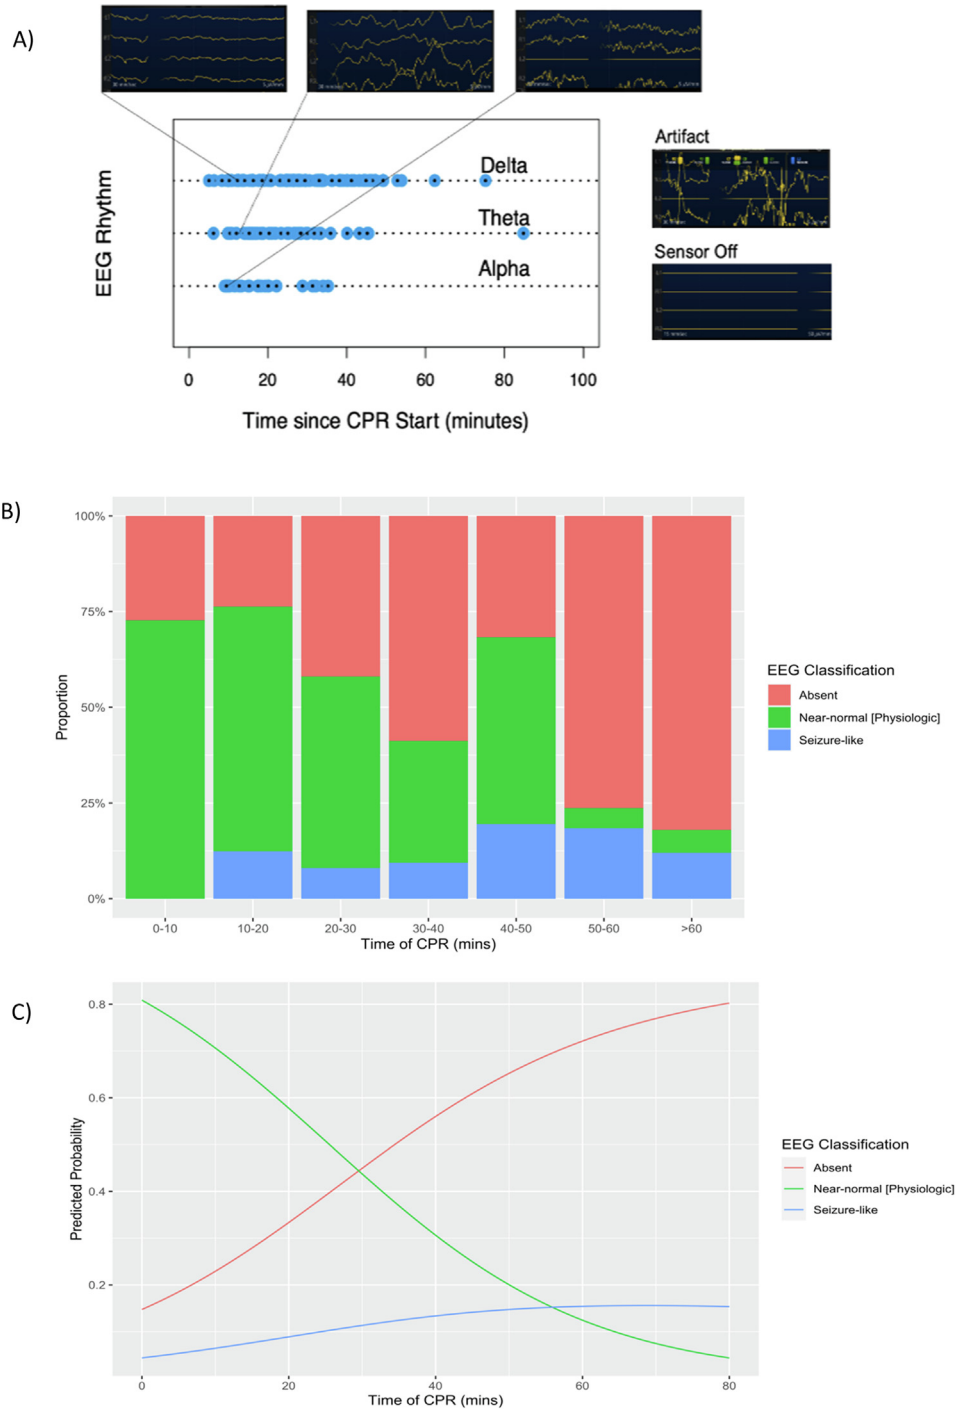 A)
Artifact
Sensor Off
EEG Rhythm
Delta
Theta
Alpha
0 20 40 60 80 100
Time since CPR Start (minutes)
B)
100%
75%
50%
25%
0%
Proportion
0-10 10-20 20-30 30-40 40-50 50-60 >60
Time of CPR (mins)
EEG Classification
Absent
Near-normal [Physiologic]
Seizure-like
C)
0.8
0.6
0.4
0.2
Predicted Probability
0 20 40 60 80
Time of CPR (mins)
EEG Classification
Absent
Near-normal [Physiologic]
Seizure-like